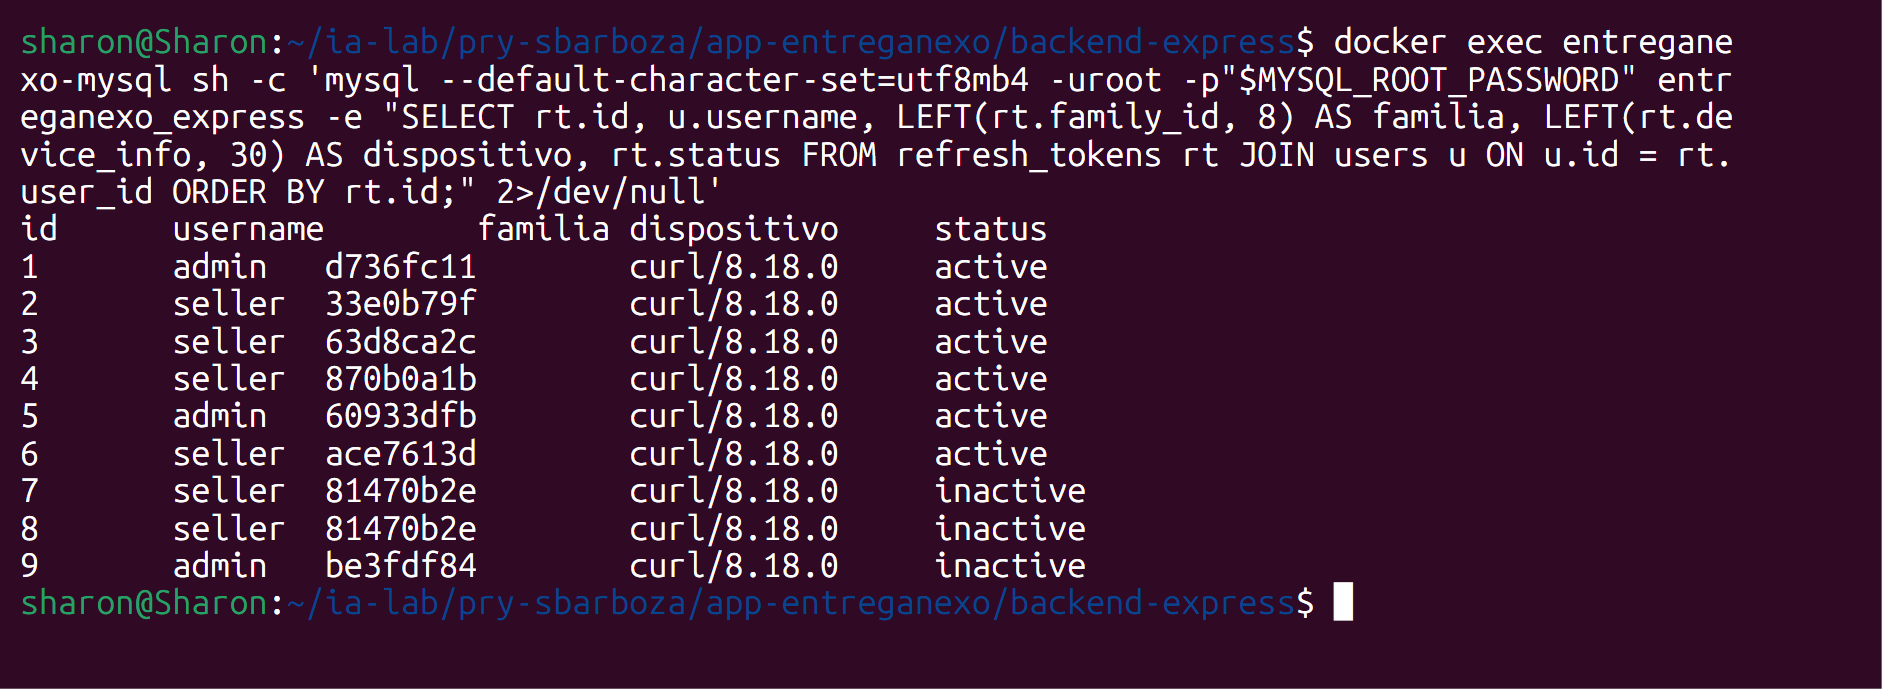 sharon@Sharon:~/ia-lab/pry-sbarboza/app-entreganexo/backend-express$ docker exec entregane
xo-mysql sh -c 'mysql --default-character-set=utf8mb4 -uroot -p"$MYSQL_ROOT_PASSWORD" entr
eganexo_express -e "SELECT rt.id, u.username, LEFT(rt.family_id, 8) AS familia, LEFT(rt.de
vice_info, 30) AS dispositivo, rt.status FROM refresh_tokens rt JOIN users u ON u.id = rt.
user_id ORDER BY rt.id;" 2>/dev/null'
id	username	familia	dispositivo	status
1	admin	d736fc11	curl/8.18.0	active
2	seller	33e0b79f	curl/8.18.0	active
3	seller	63d8ca2c	curl/8.18.0	active
4	seller	870b0a1b	curl/8.18.0	active
5	admin	60933dfb	curl/8.18.0	active
6	seller	ace7613d	curl/8.18.0	active
7	seller	81470b2e	curl/8.18.0	inactive
8	seller	81470b2e	curl/8.18.0	inactive
9	admin	be3fdf84	curl/8.18.0	inactive
sharon@Sharon:~/ia-lab/pry-sbarboza/app-entreganexo/backend-express$